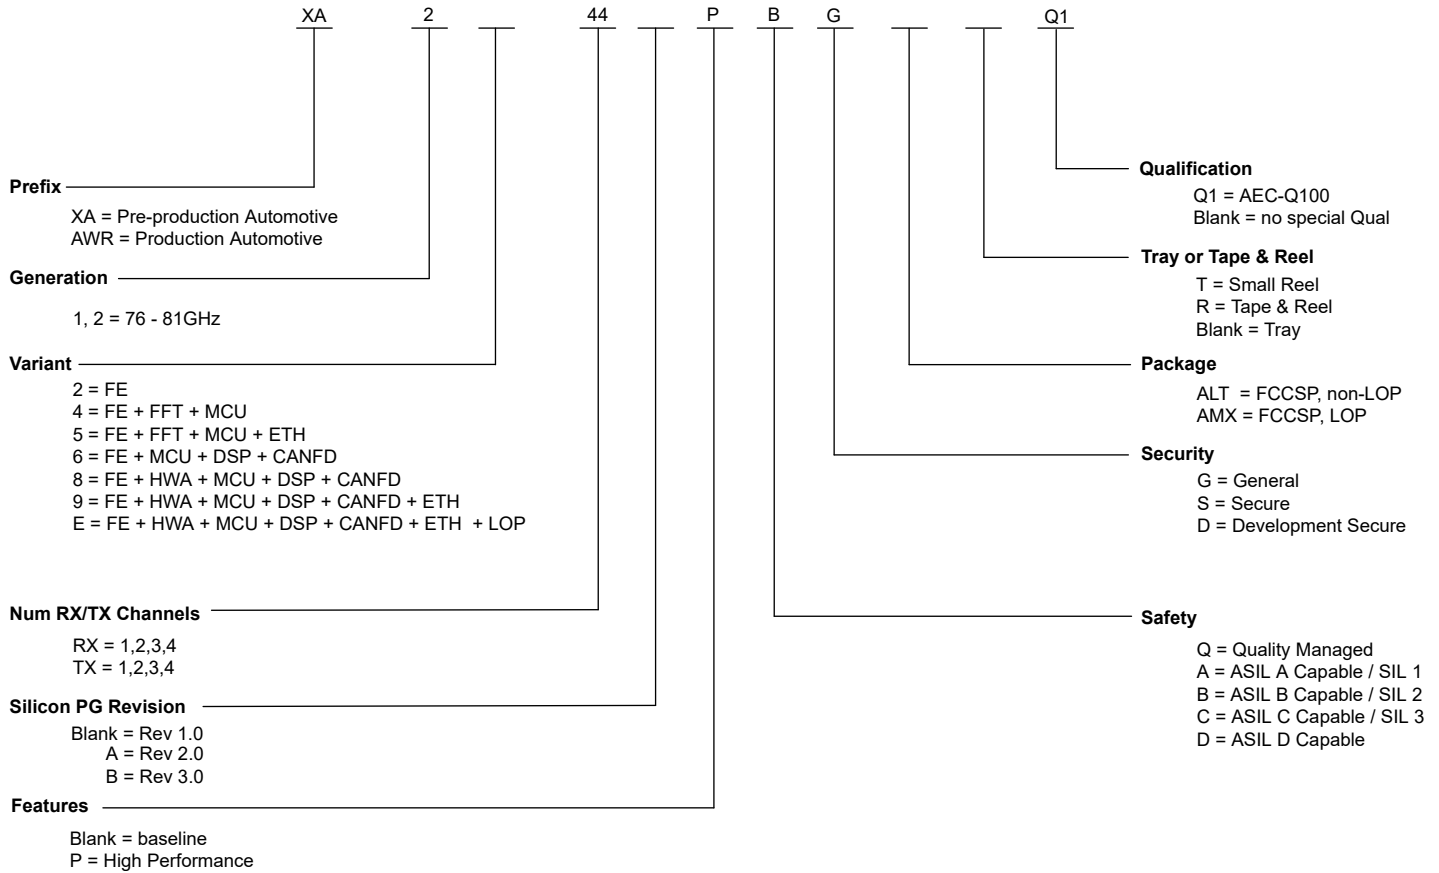 XA 2 44 P B G Q1
Prefix
XA = Pre-production Automotive
AWR = Production Automotive
Generation
1, 2 = 76 - 81GHz
Variant
2 = FE
4 = FE + FFT + MCU
5 = FE + FFT + MCU + ETH
6 = FE + MCU + DSP + CANFD
8 = FE + HWA + MCU + DSP + CANFD
9 = FE + HWA + MCU + DSP + CANFD + ETH
E = FE + HWA + MCU + DSP + CANFD + ETH + LOP
Num RX/TX Channels
RX = 1,2,3,4
TX = 1,2,3,4
Silicon PG Revision
Blank = Rev 1.0
A = Rev 2.0
B = Rev 3.0
Features
Blank = baseline
P = High Performance
Qualification
Q1 = AEC-Q100
Blank = no special Qual
Tray or Tape & Reel
T = Small Reel
R = Tape & Reel
Blank = Tray
Package
ALT = FCCSP, non-LOP
AMX = FCCSP, LOP
Security
G = General
S = Secure
D = Development Secure
Safety
Q = Quality Managed
A = ASIL A Capable / SIL 1
B = ASIL B Capable / SIL 2
C = ASIL C Capable / SIL 3
D = ASIL D Capable